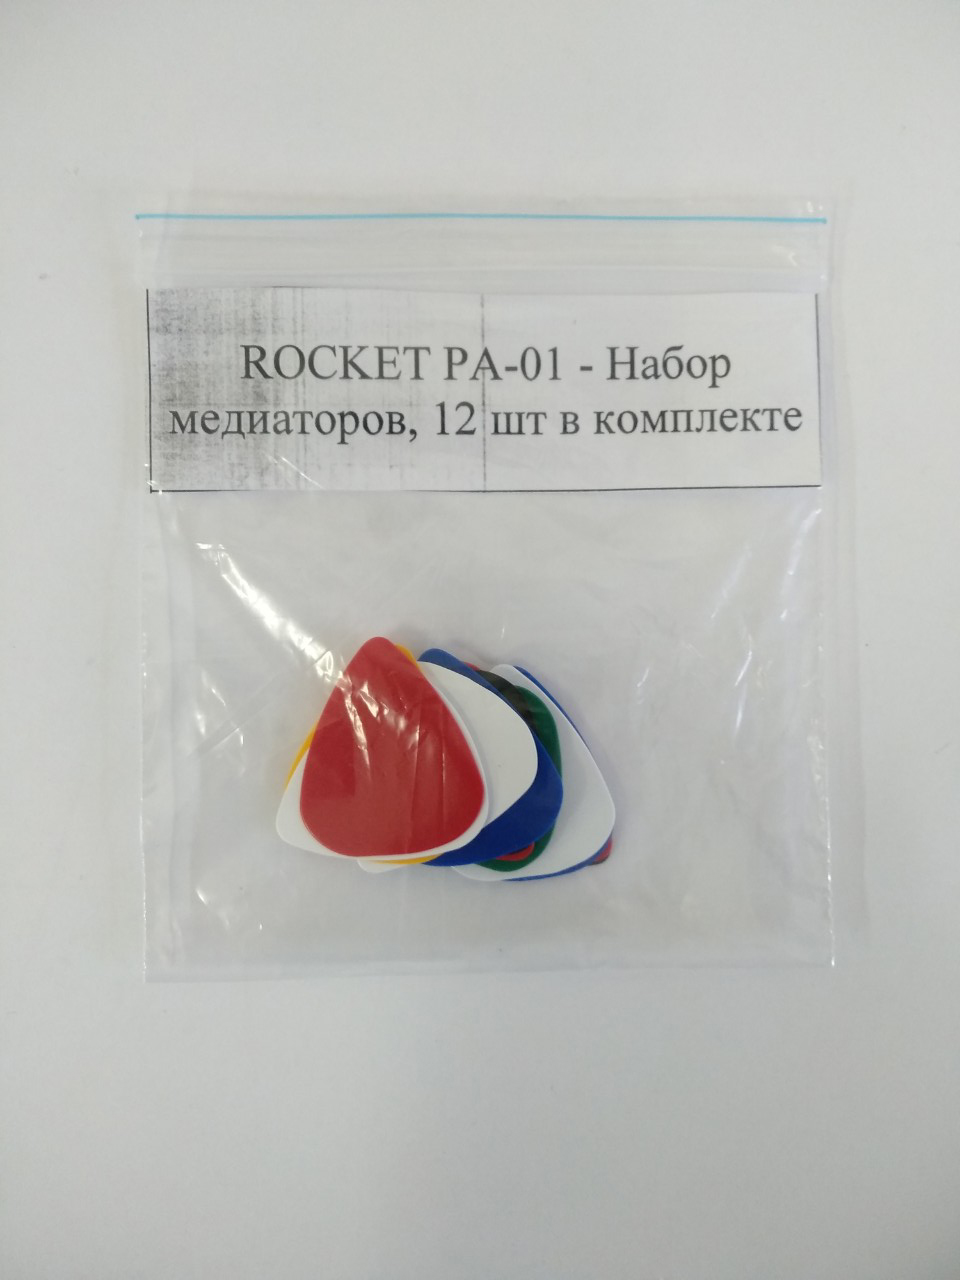 ROCKET PA-01 - Набор
медиаторов, 12 шт в комплекте